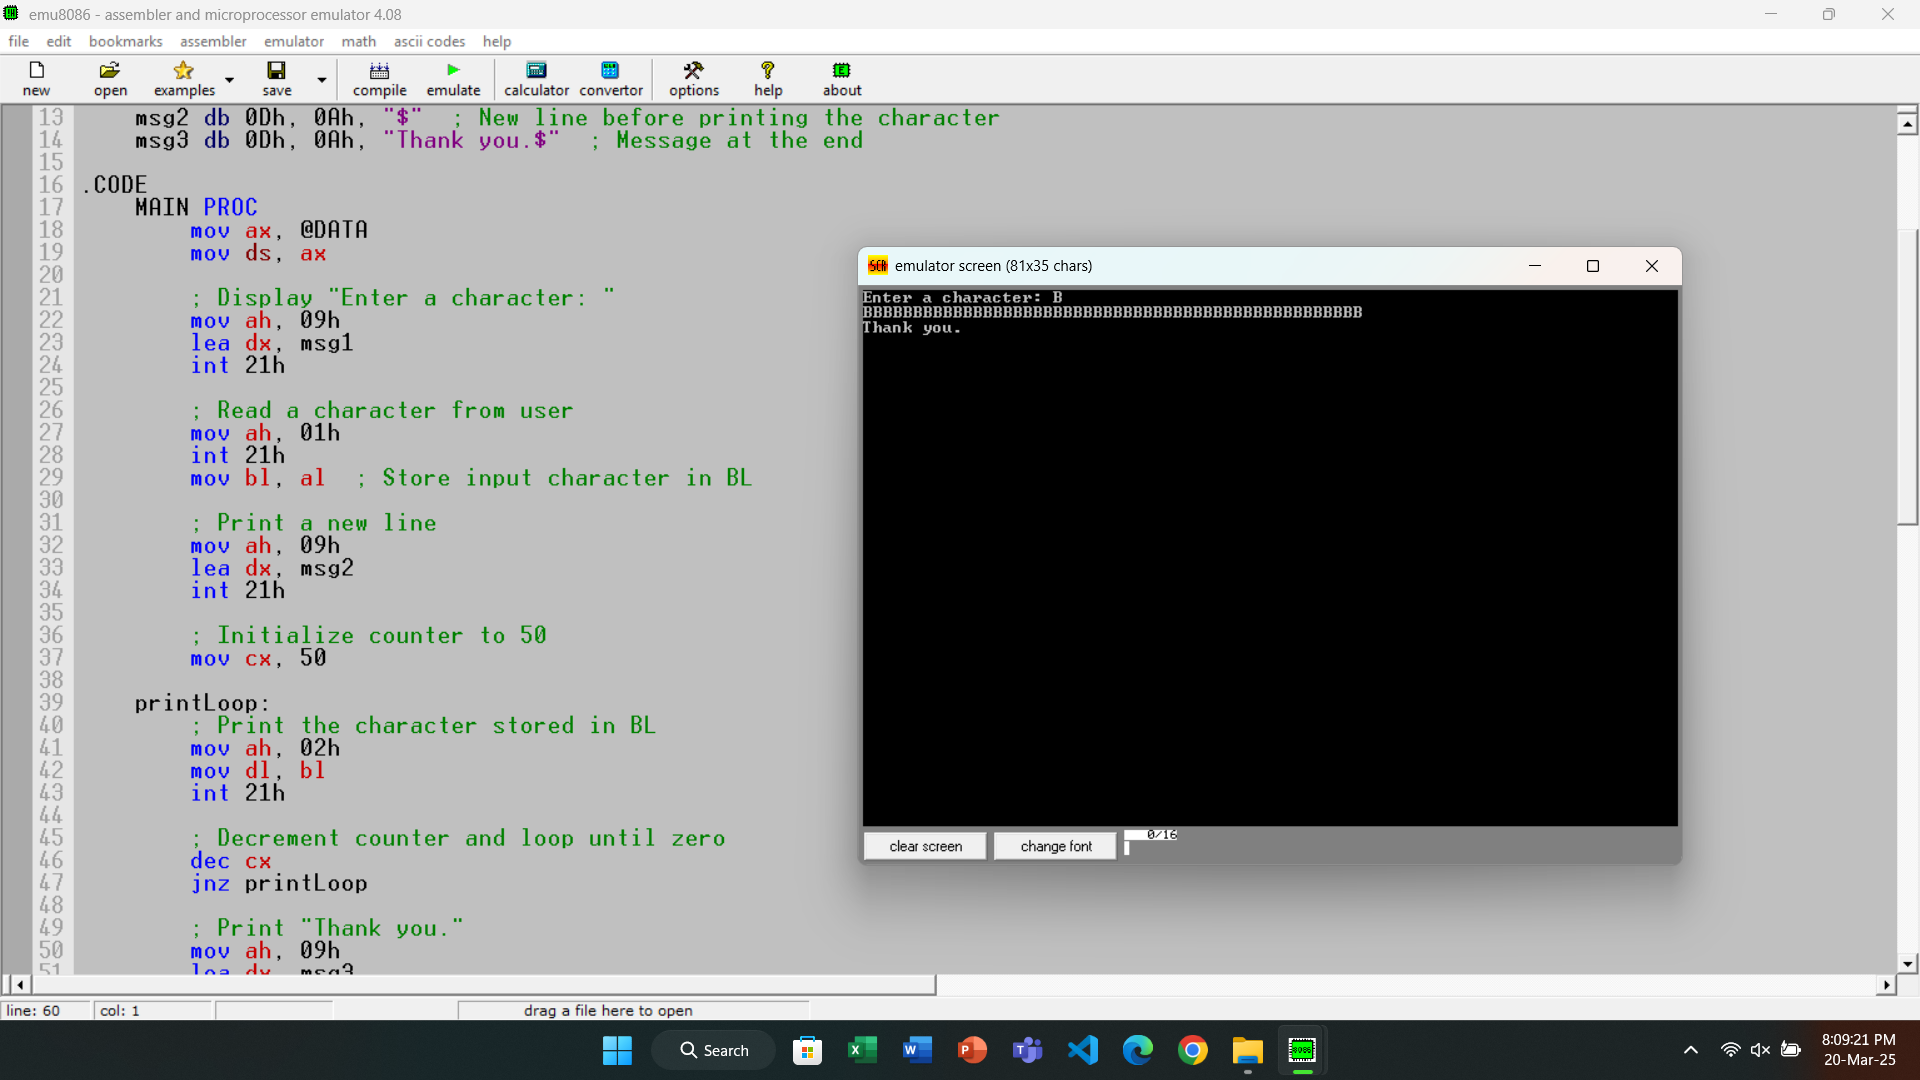 emu8086 - assembler and microprocessor emulator 4.08
file edit bookmarks assembler emulator math ascii codes help
new open examples save compile emulate calculator convertor options help about
13 msg2 db 0Dh, 0Ah, "$" ; New line before printing the character
14 msg3 db 0Dh, 0Ah, "Thank you.$" ; Message at the end
15
16 .CODE
17 MAIN PROC
18 mov ax, @DATA
19 mov ds, ax
20
21 ; Display "Enter a character: "
22 mov ah, 09h
23 lea dx, msg1
24 int 21h
25
26 ; Read a character from user
27 mov ah, 01h
28 int 21h
29 mov bl, al ; Store input character in BL
30
31 ; Print a new line
32 mov ah, 09h
33 lea dx, msg2
34 int 21h
35
36 ; Initialize counter to 50
37 mov cx, 50
38
39 printLoop:
40 ; Print the character stored in BL
41 mov ah, 02h
42 mov dl, bl
43 int 21h
44
45 ; Decrement counter and loop until zero
46 dec cx
47 jnz printLoop
48
49 ; Print "Thank you."
50 mov ah, 09h
51 lea dx, msg3
SCR emulator screen (81x35 chars)
Enter a character: B
BBBBBBBBBBBBBBBBBBBBBBBBBBBBBBBBBBBBBBBBBBBBBBBBBB
Thank you.
clear screen change font 0/16
line: 60 col: 1 drag a file here to open
Search
8:09:21 PM
20-Mar-25